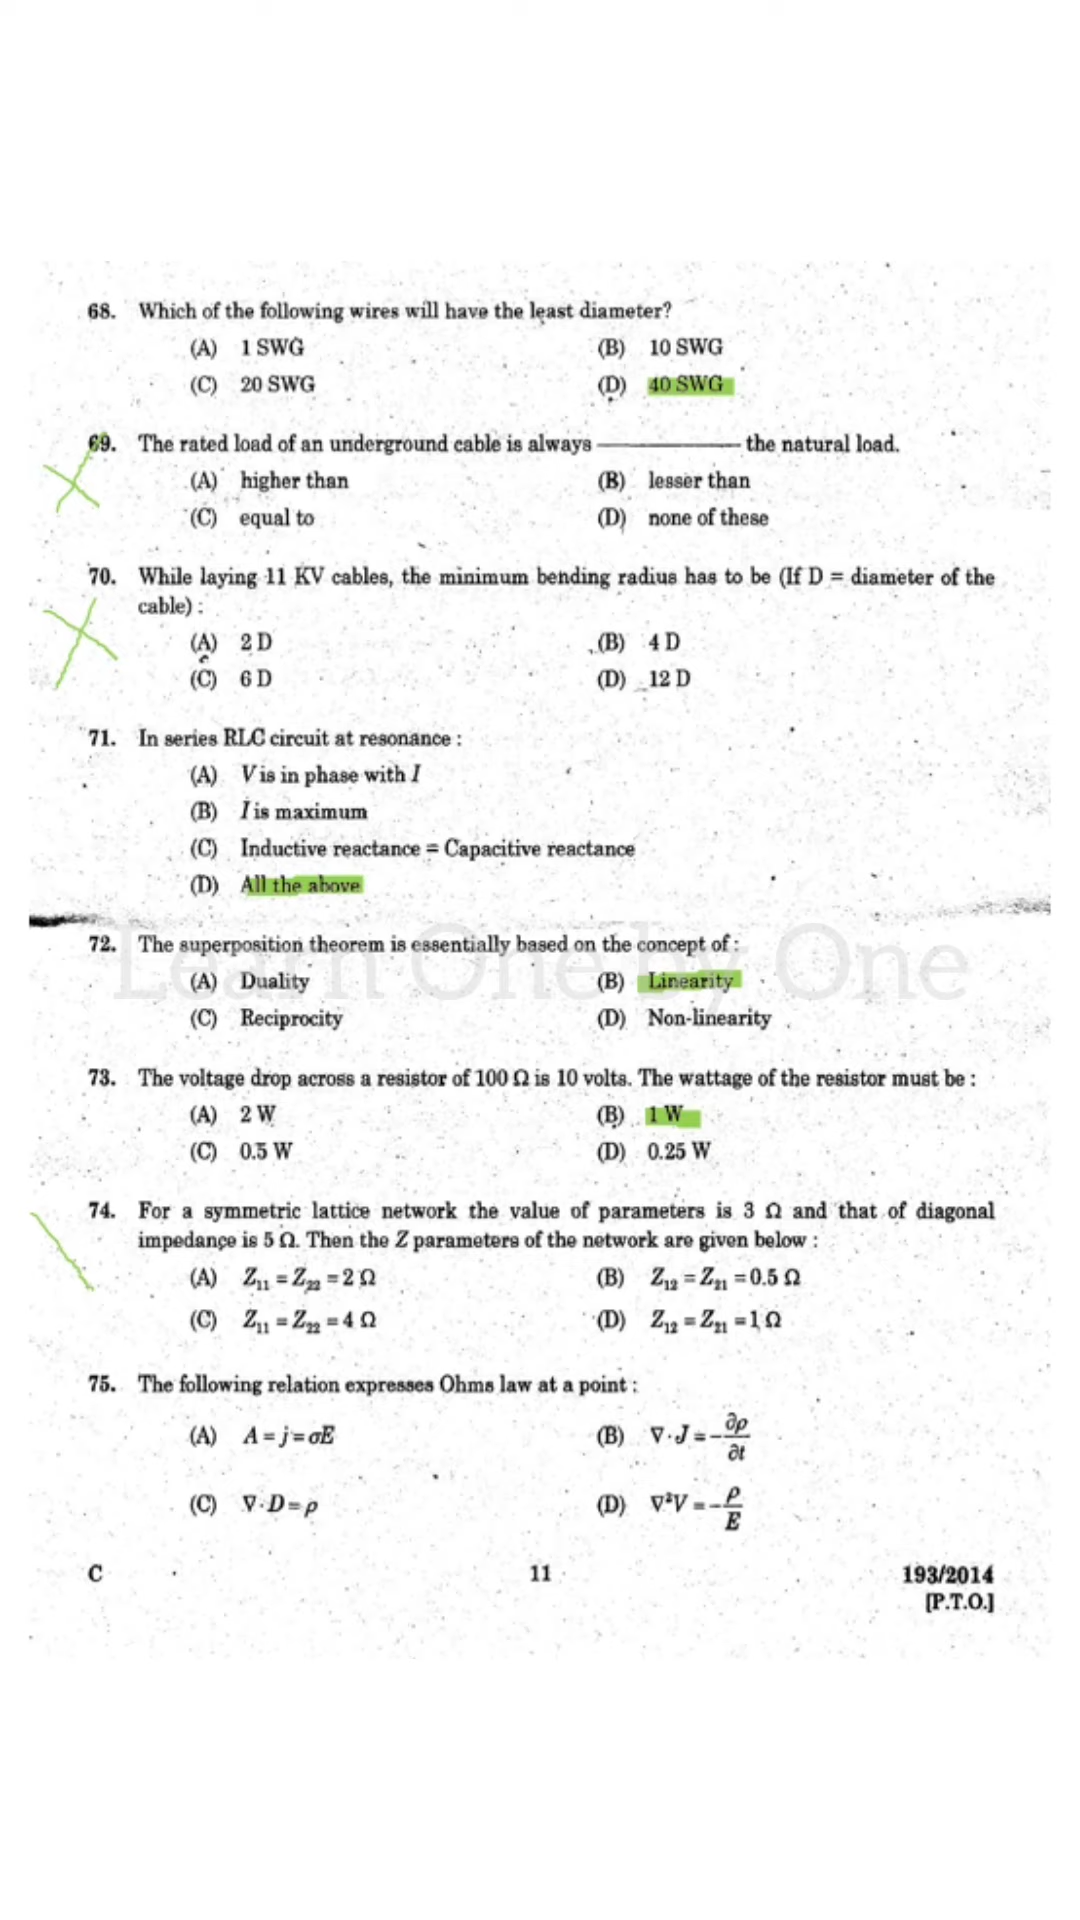 68. Which of the following wires will have the least diameter?
(A) 1 SWG (B) 10 SWG
(C) 20 SWG (D) 40 SWG
69. The rated load of an underground cable is always ———— the natural load.
(A) higher than (B) lesser than
(C) equal to (D) none of these
70. While laying 11 KV cables, the minimum bending radius has to be (If D = diameter of the
cable) :
(A) 2 D (B) 4 D
(C) 6 D (D) 12 D
71. In series RLC circuit at resonance :
(A) V is in phase with I
(B) I is maximum
(C) Inductive reactance = Capacitive reactance
(D) All the above
Learn One by One
72. The superposition theorem is essentially based on the concept of :
(A) Duality (B) Linearity
(C) Reciprocity (D) Non-linearity
73. The voltage drop across a resistor of 100 Ω is 10 volts. The wattage of the resistor must be :
(A) 2 W (B) 1 W
(C) 0.5 W (D) 0.25 W
74. For a symmetric lattice network the value of parameters is 3 Ω and that of diagonal
impedance is 5 Ω. Then the Z parameters of the network are given below :
(A) Z₁₁ = Z₂₂ = 2 Ω (B) Z₁₂ = Z₂₁ = 0.5 Ω
(C) Z₁₁ = Z₂₂ = 4 Ω (D) Z₁₂ = Z₂₁ = 1 Ω
75. The following relation expresses Ohms law at a point :
(A) A = j = σE (B) ∇·J = −∂ρ/∂t
(C) ∇·D = ρ (D) ∇²V = −ρ/E
C 11 193/2014
[P.T.O.]